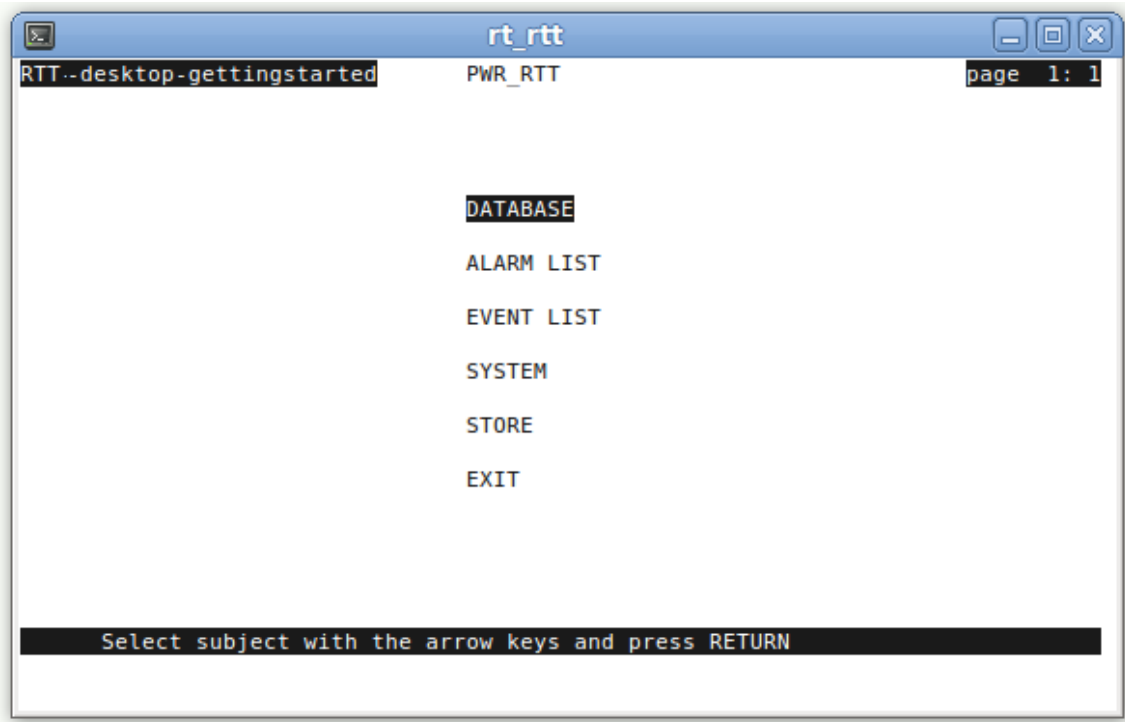 rt_rtt
RTT--desktop-gettingstarted PWR_RTT page 1: 1
DATABASE
ALARM LIST
EVENT LIST
SYSTEM
STORE
EXIT
Select subject with the arrow keys and press RETURN